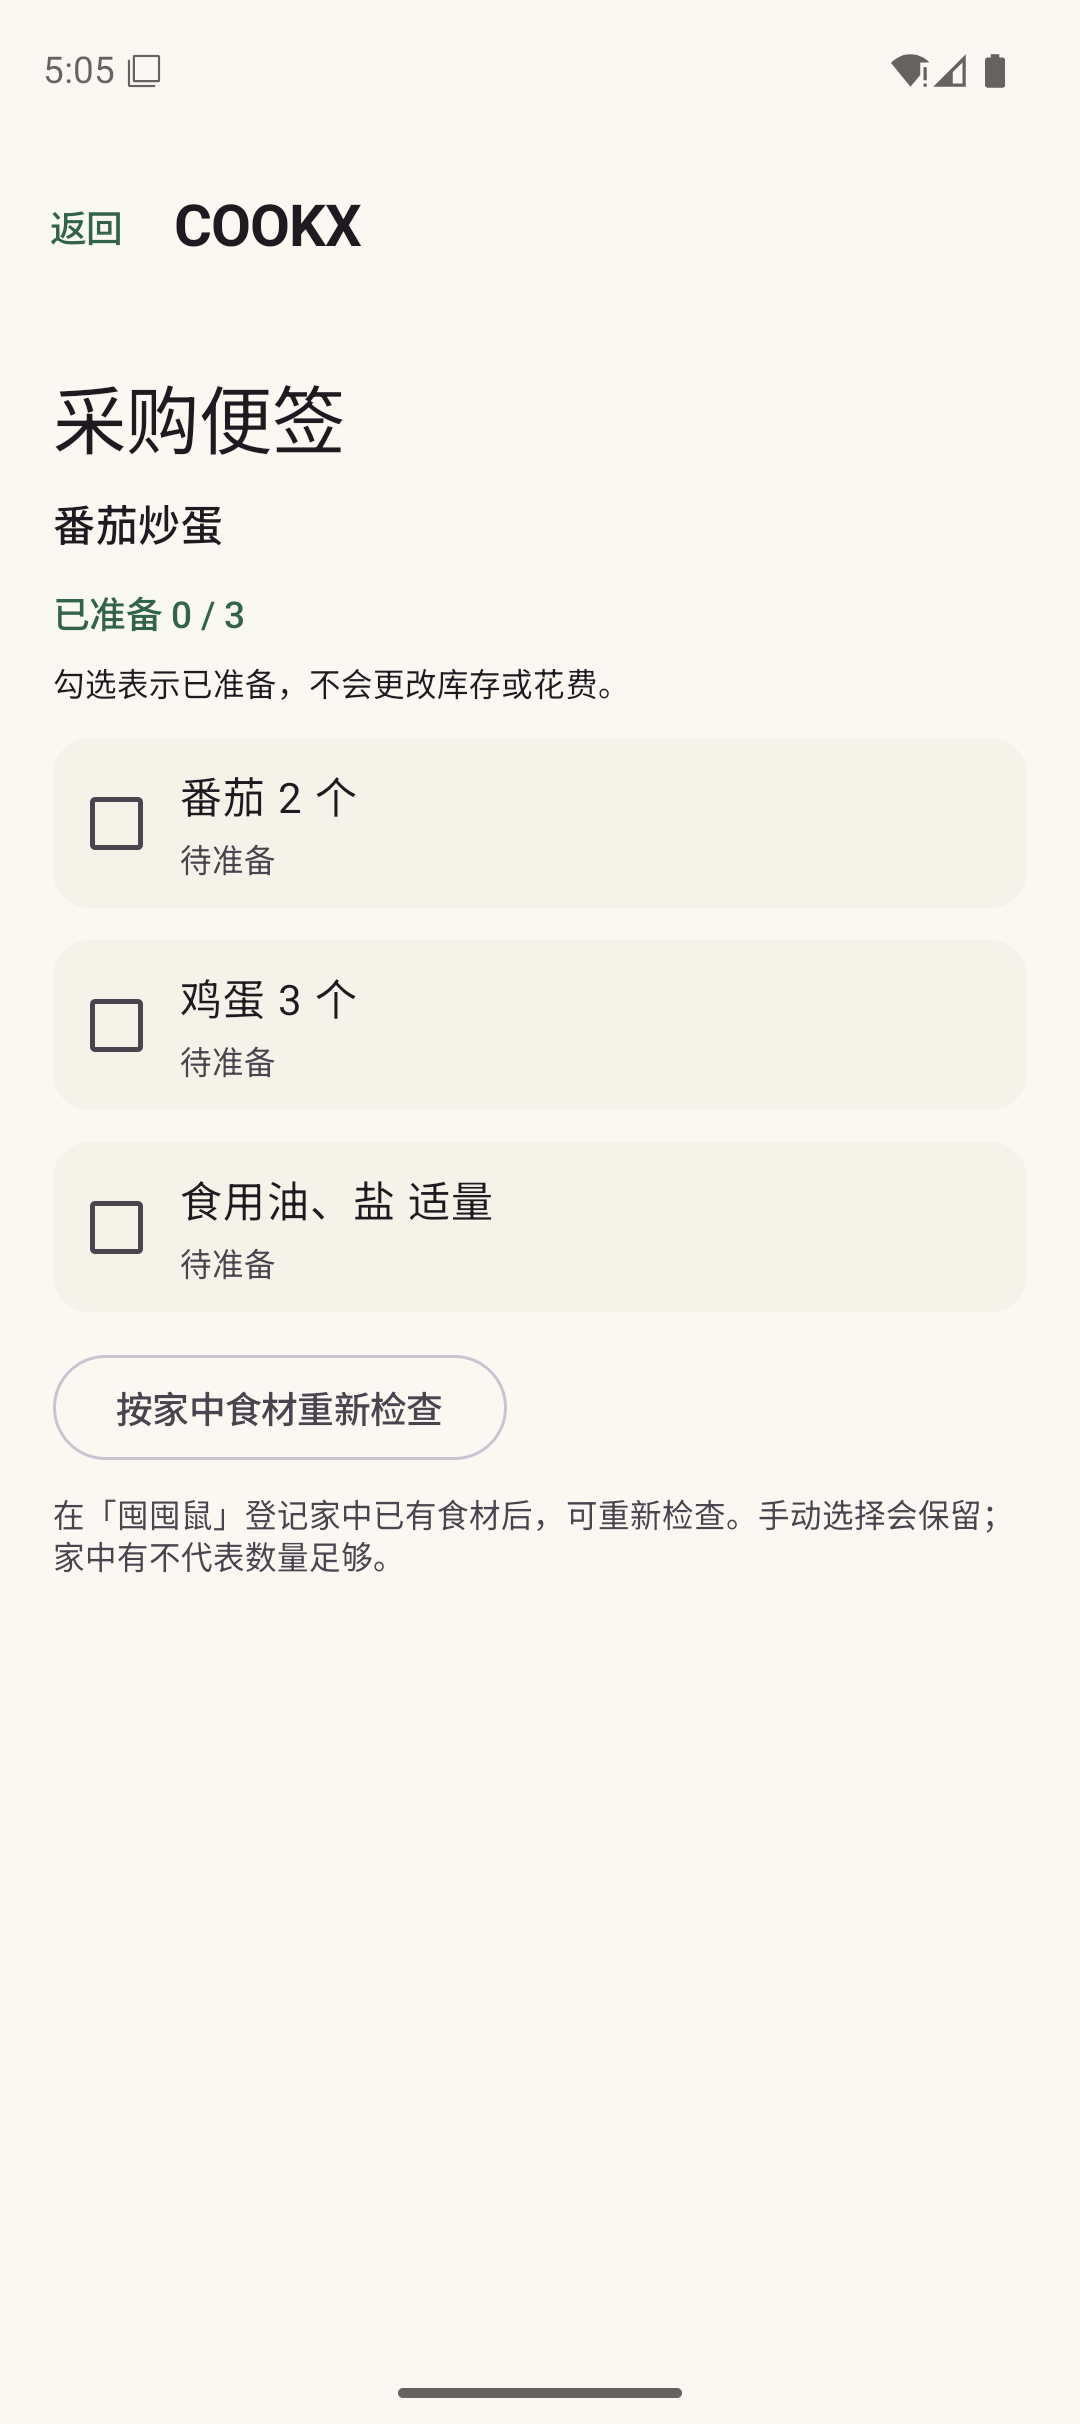 5:05
返回 COOKX
采购便签
番茄炒蛋
已准备 0 / 3
勾选表示已准备，不会更改库存或花费。
番茄 2 个
待准备
鸡蛋 3 个
待准备
食用油、盐 适量
待准备
按家中食材重新检查
在「囤囤鼠」登记家中已有食材后，可重新检查。手动选择会保留；
家中有不代表数量足够。